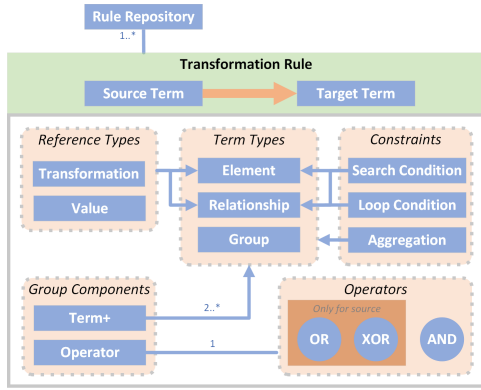 Rule Repository
1..*
Transformation Rule
Source Term
Target Term
Reference Types
Transformation
Value
Term Types
Element
Relationship
Group
Constraints
Search Condition
Loop Condition
Aggregation
Group Components
Term+
Operator
2..*
1
Operators
Only for source
OR
XOR
AND